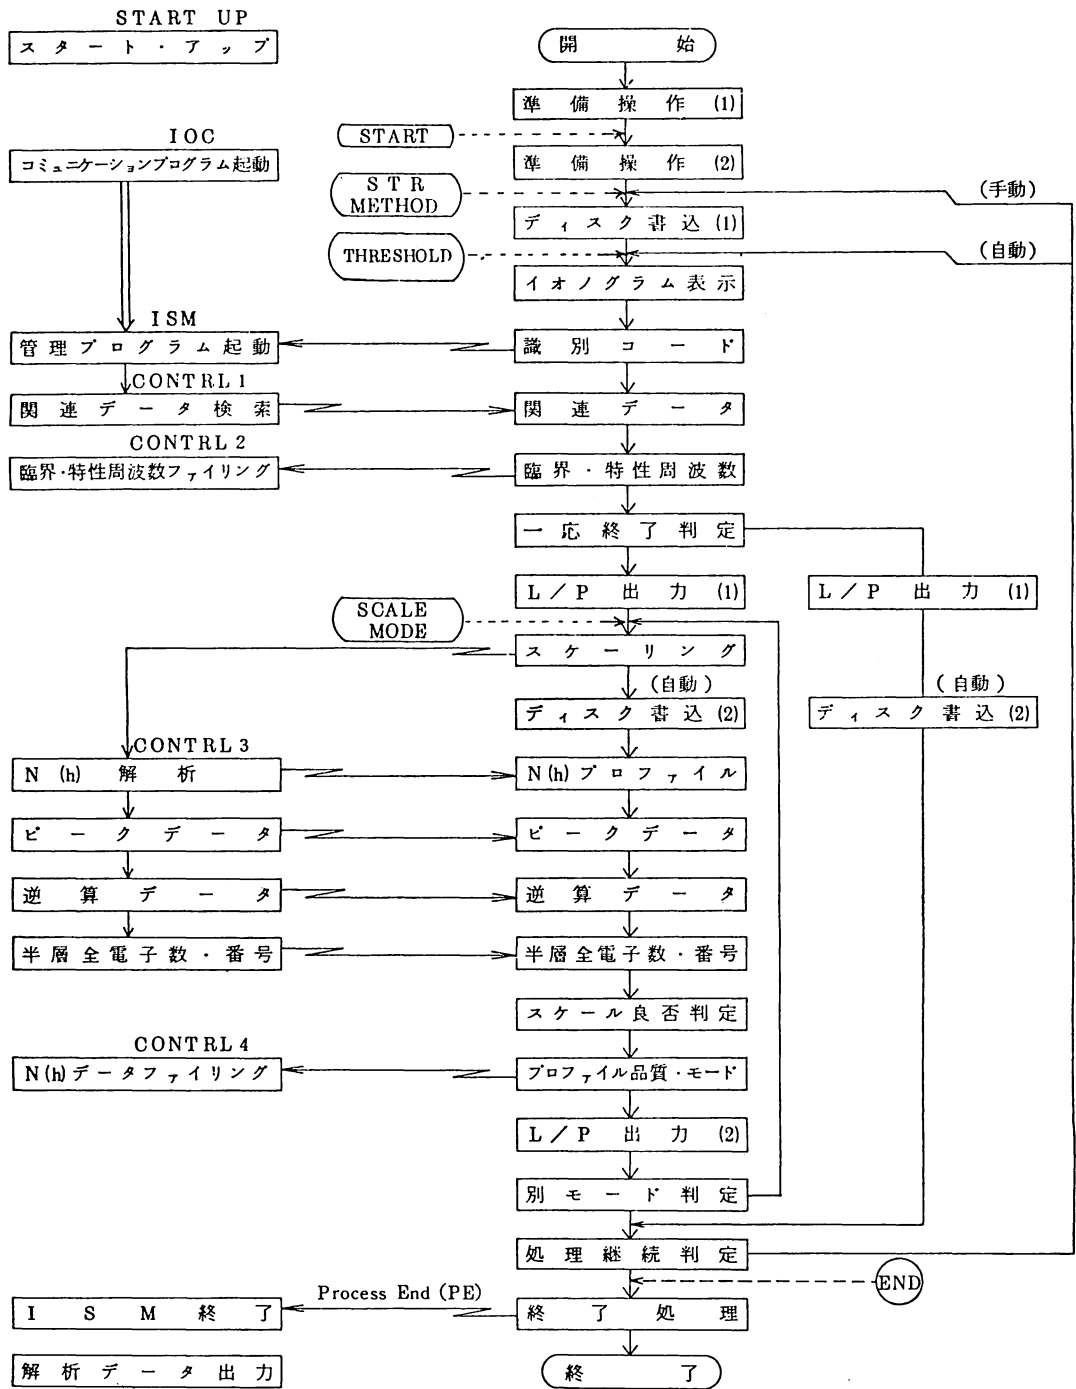 START UP
スタート・アップ
開始
準備操作(1)
START
IOC
コミュニケーションプログラム起動
準備操作(2)
STR
METHOD
(手動)
ディスク書込(1)
THRESHOLD
(自動)
イオノグラム表示
ISM
管理プログラム起動
識別コード
CONTRL1
関連データ検索
関連データ
CONTRL2
臨界・特性周波数ファイリング
臨界・特性周波数
一応終了判定
L/P出力(1)
L/P出力(1)
SCALE
MODE
スケーリング
(自動)
(自動)
ディスク書込(2)
ディスク書込(2)
CONTRL3
N(h)解析
N(h)プロファイル
ピークデータ
ピークデータ
逆算データ
逆算データ
半層全電子数・番号
半層全電子数・番号
スケール良否判定
CONTRL4
N(h)データファイリング
プロファイル品質・モード
L/P出力(2)
別モード判定
処理継続判定
END
Process End(PE)
ISM終了
終了処理
解析データ出力
終了